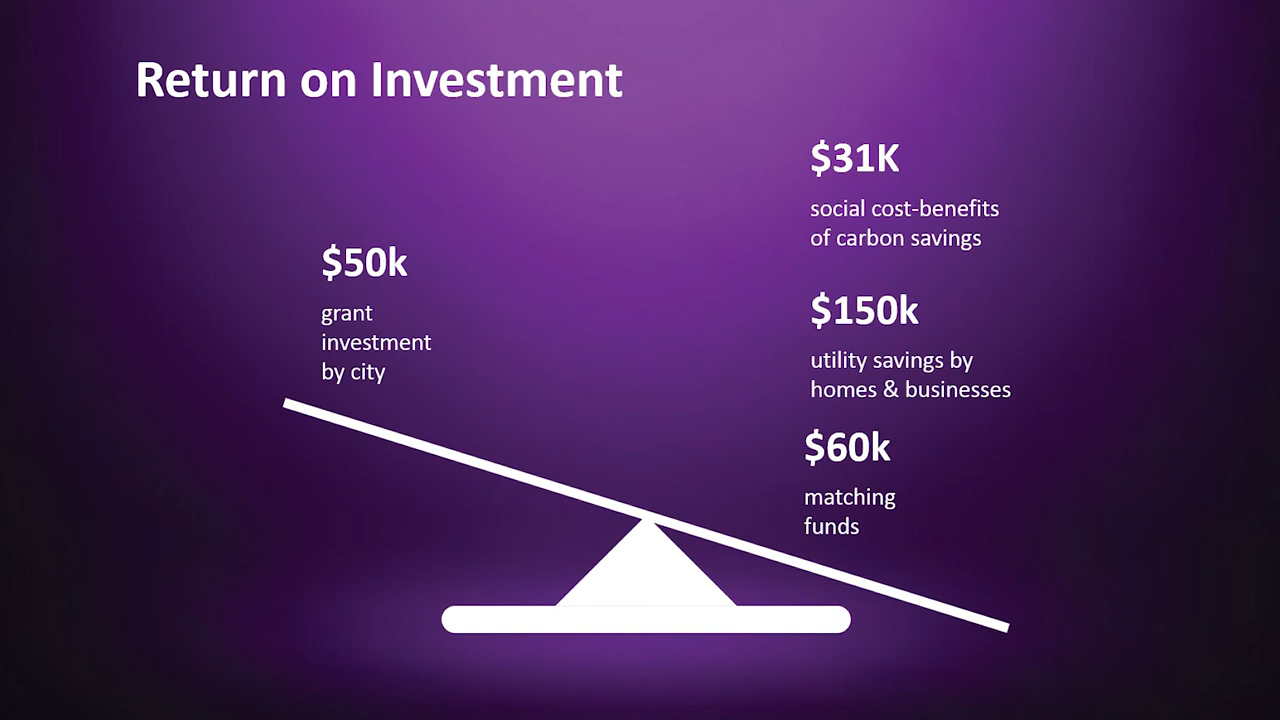 Return on Investment
$50k
grant
investment
by city
$31K
social cost-benefits
of carbon savings
$150k
utility savings by
homes & businesses
$60k
matching
funds